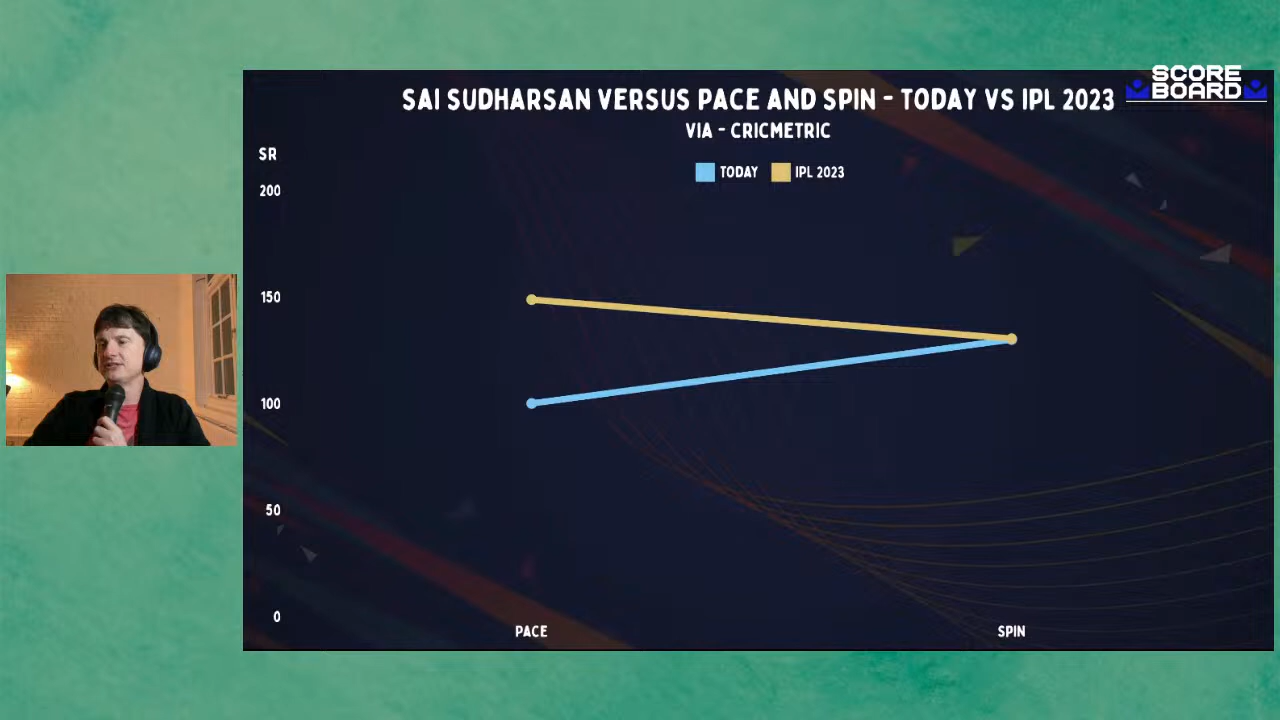 SCORE
BOARD
SAI SUDHARSAN VERSUS PACE AND SPIN - TODAY VS IPL 2023
VIA - CRICMETRIC
SR
TODAY IPL 2023
200
150
100
50
0
PACE SPIN